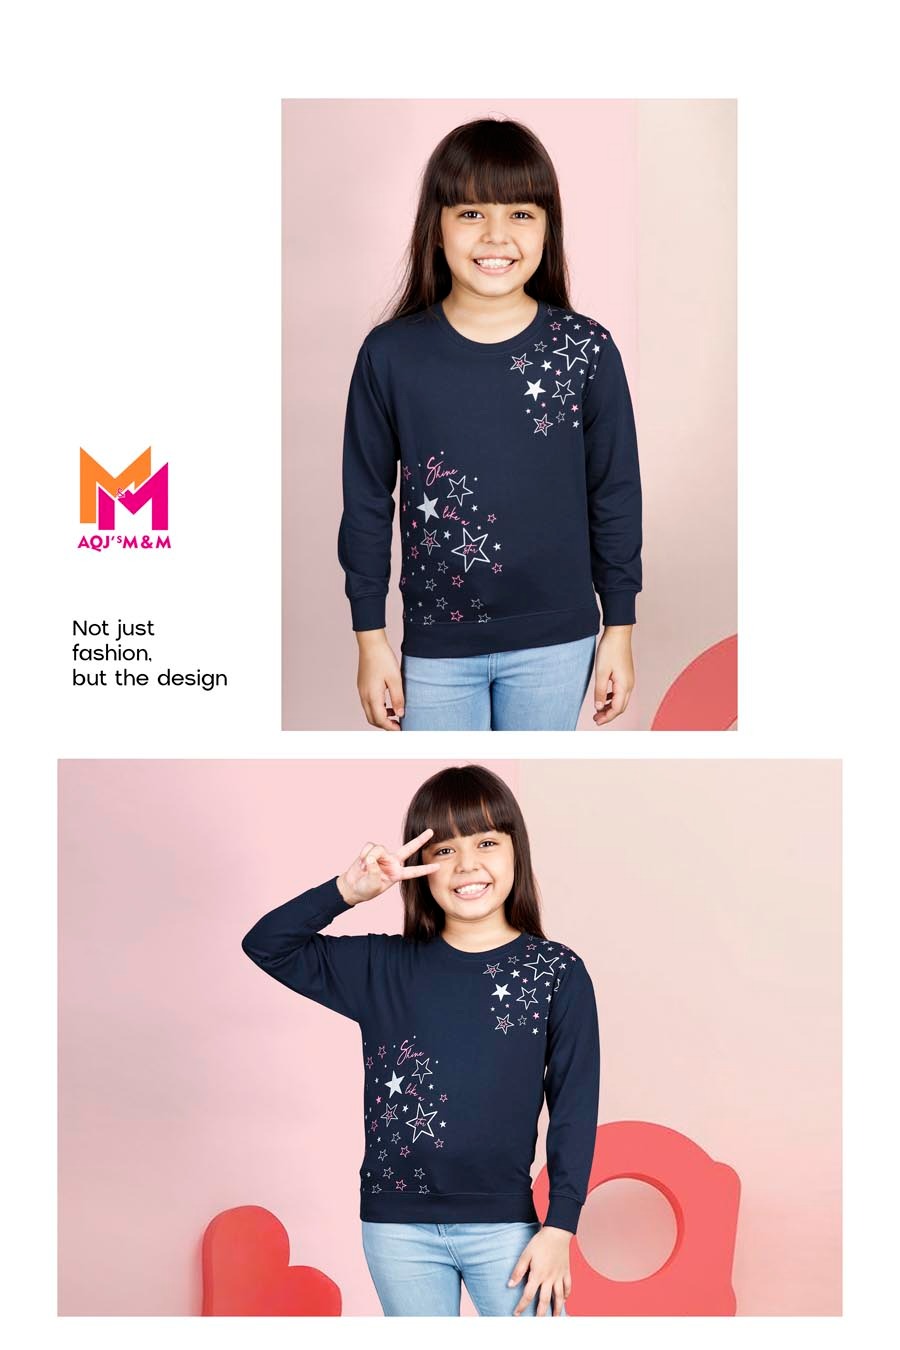 M&M
AQJ'S M&M
Not just
fashion,
but the design
Shine
like a
star
Shine
like a
star